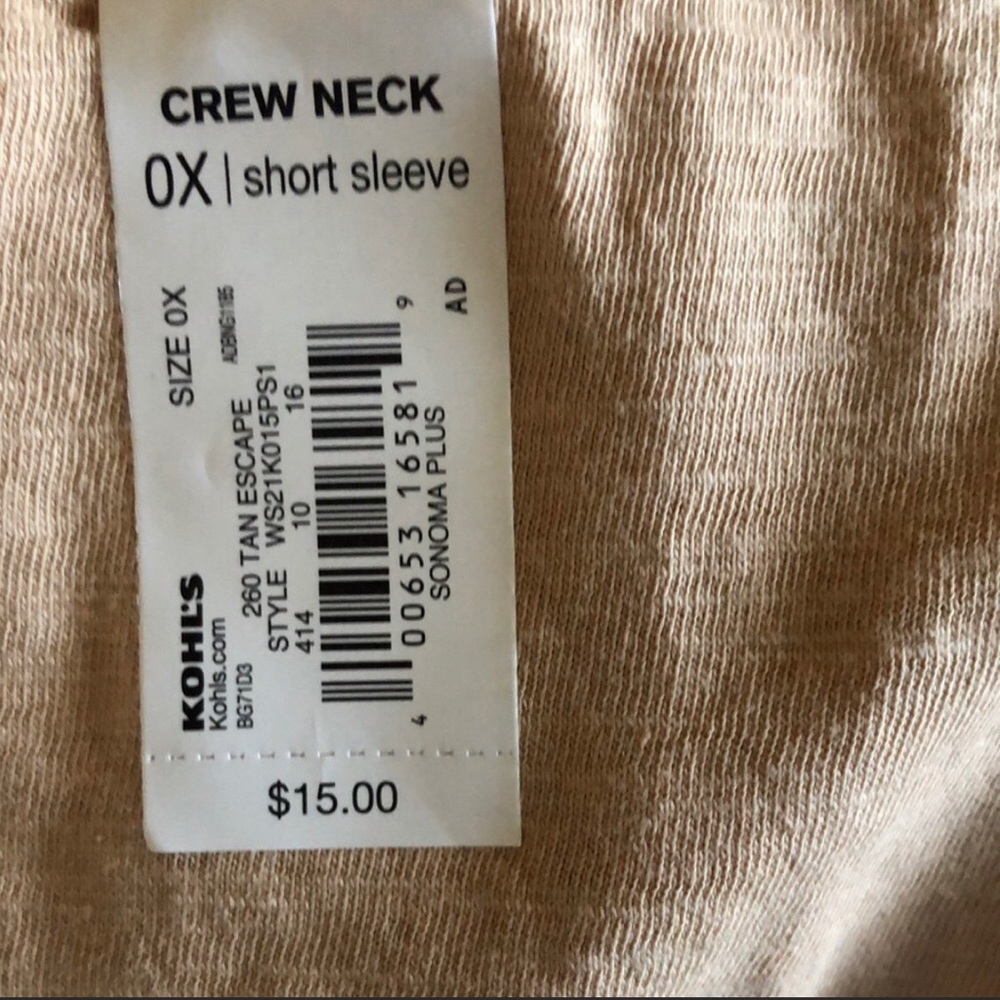 CREW NECK
0X | short sleeve
SIZE 0X
KOHL'S
Kohls.com
BG71D3
260 TAN ESCAPE
STYLE WS21K015PS1
414 10 16
4 00653 16581 9
SONOMA PLUS
AD
$15.00